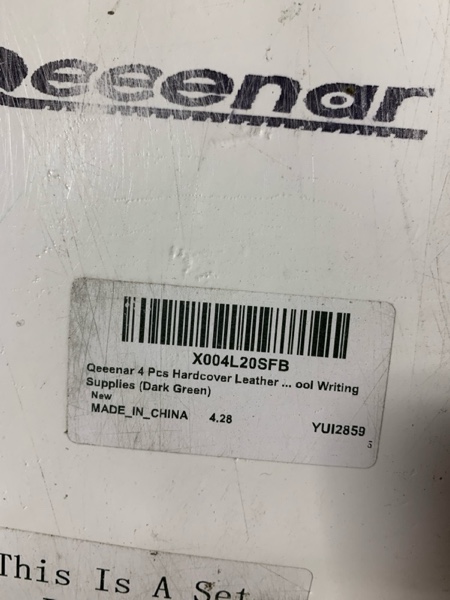 Qeeenar
X004L20SFB
Qeeenar 4 Pcs Hardcover Leather ... ool Writing
Supplies (Dark Green)
New
MADE_IN_CHINA 4.28 YUI2859
3
This Is A Set